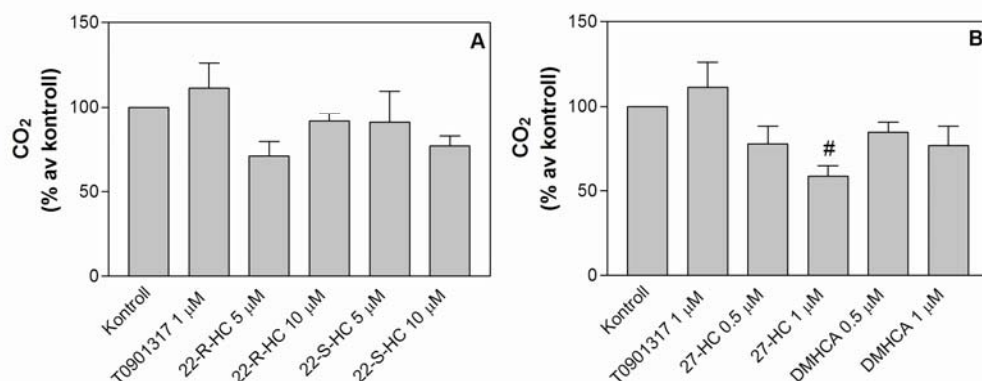 A
150
100
50
0
CO₂
(% av kontroll)
Kontroll
T0901317 1 µM
22-R-HC 5 µM
22-R-HC 10 µM
22-S-HC 5 µM
22-S-HC 10 µM
B
150
100
50
0
CO₂
(% av kontroll)
#
Kontroll
T0901317 1 µM
27-HC 0.5 µM
27-HC 1 µM
DMHCA 0.5 µM
DMHCA 1 µM